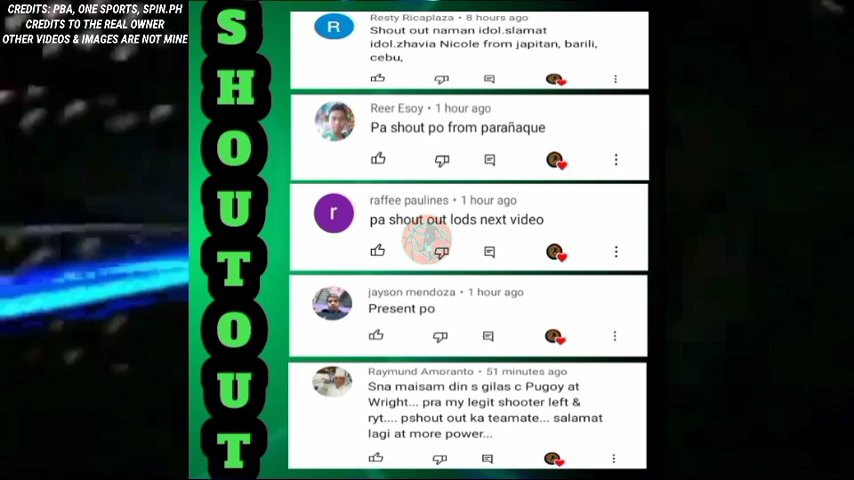 CREDITS: PBA, ONE SPORTS, SPIN.PH
CREDITS TO THE REAL OWNER
OTHER VIDEOS & IMAGES ARE NOT MINE
SHOUTOUT
R
Resty Ricaplaza • 8 hours ago
Shout out naman idol.slamat
idol.zhavia Nicole from japitan, barili,
cebu,
Reer Esoy • 1 hour ago
Pa shout po from parañaque
r
raffee paulines • 1 hour ago
pa shout out lods next video
jayson mendoza • 1 hour ago
Present po
Raymund Amoranto • 51 minutes ago
Sna maisam din s gilas c Pugoy at
Wright... pra my legit shooter left &
ryt.... pshout out ka teamate... salamat
lagi at more power...